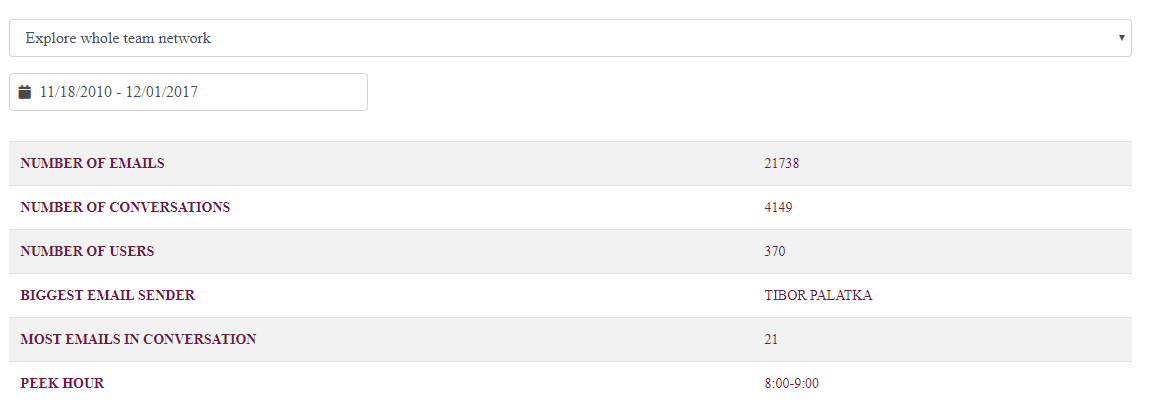 Explore whole team network
11/18/2010 - 12/01/2017
NUMBER OF EMAILS 21738
NUMBER OF CONVERSATIONS 4149
NUMBER OF USERS 370
BIGGEST EMAIL SENDER TIBOR PALATKA
MOST EMAILS IN CONVERSATION 21
PEEK HOUR 8:00-9:00